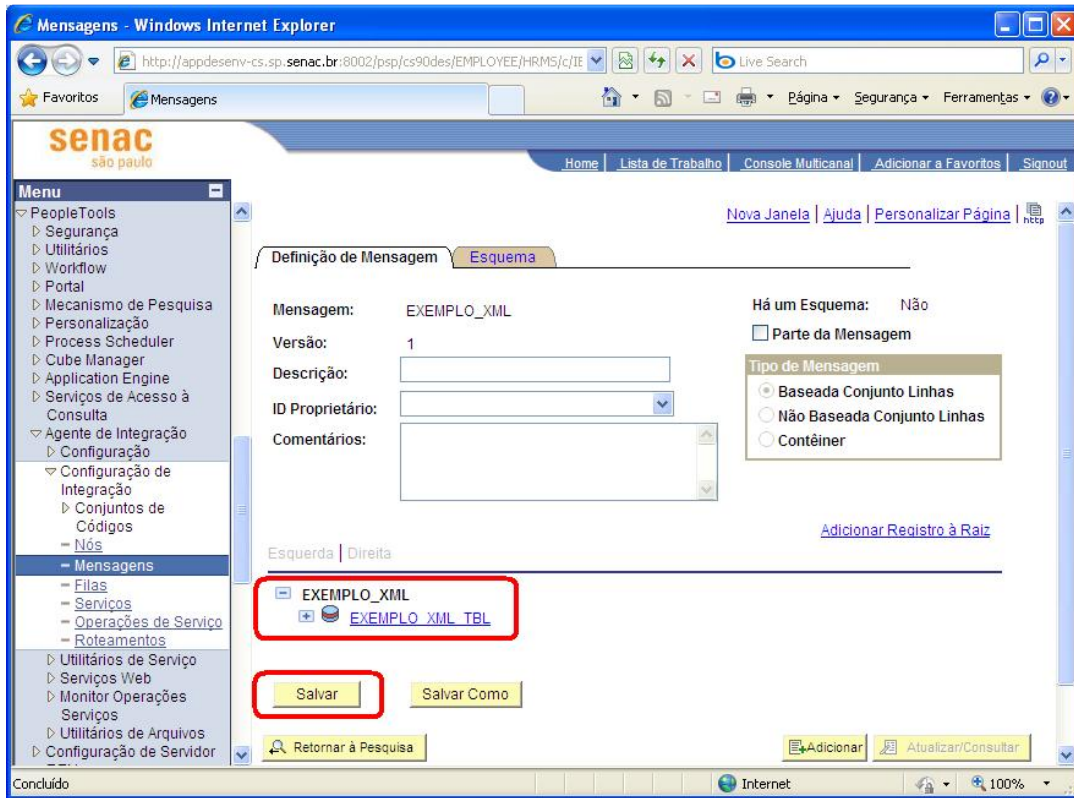 Mensagens - Windows Internet Explorer
http://appdesenv-cs.sp.senac.br:8002/psp/cs90des/EMPLOYEE/HRMS/c/IE
Live Search
Favoritos
Mensagens
Página
Segurança
Ferramentas
senac
são paulo
Home | Lista de Trabalho | Console Multicanal | Adicionar a Favoritos | Signout
Menu
PeopleTools
Segurança
Utilitários
Workflow
Portal
Mecanismo de Pesquisa
Personalização
Process Scheduler
Cube Manager
Application Engine
Serviços de Acesso à
Consulta
Agente de Integração
Configuração
Configuração de
Integração
Conjuntos de
Códigos
Nós
Mensagens
Filas
Serviços
Operações de Serviço
Roteamentos
Utilitários de Serviço
Serviços Web
Monitor Operações
Serviços
Utilitários de Arquivos
Configuração de Servidor
Nova Janela | Ajuda | Personalizar Página | http
Definição de Mensagem
Esquema
Mensagem: EXEMPLO_XML
Há um Esquema: Não
Parte da Mensagem
Versão: 1
Descrição:
ID Proprietário:
Comentários:
Tipo de Mensagem
Baseada Conjunto Linhas
Não Baseada Conjunto Linhas
Contêiner
Adicionar Registro à Raiz
Esquerda | Direita
EXEMPLO_XML
EXEMPLO_XML_TBL
Salvar
Salvar Como
Retornar à Pesquisa
Adicionar
Atualizar/Consultar
Concluído
Internet
100%